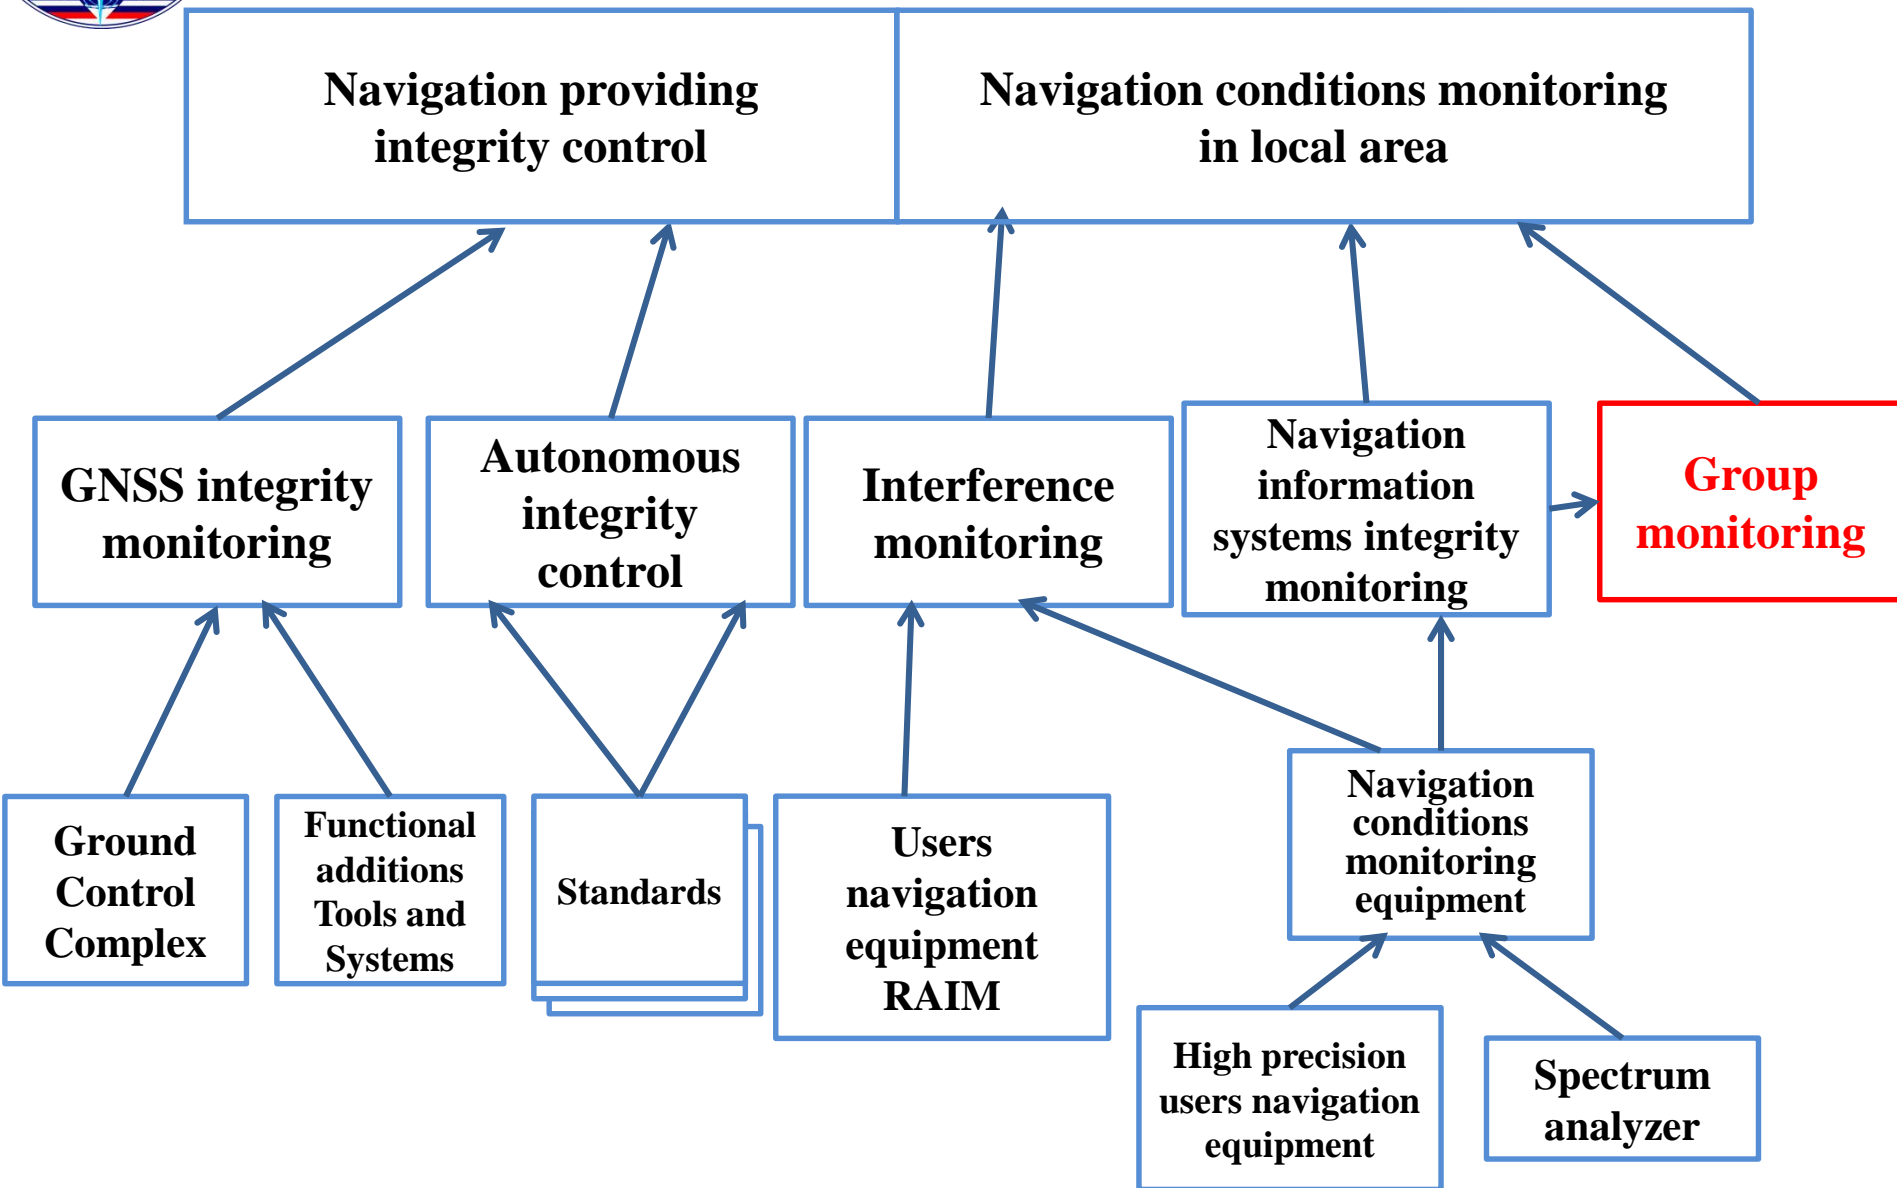 Navigation providing
integrity control
Navigation conditions monitoring
in local area
GNSS integrity
monitoring
Autonomous
integrity
control
Interference
monitoring
Navigation
information
systems integrity
monitoring
Group
monitoring
Ground
Control
Complex
Functional
additions
Tools and
Systems
Standards
Users
navigation
equipment
RAIM
Navigation
conditions
monitoring
equipment
High precision
users navigation
equipment
Spectrum
analyzer